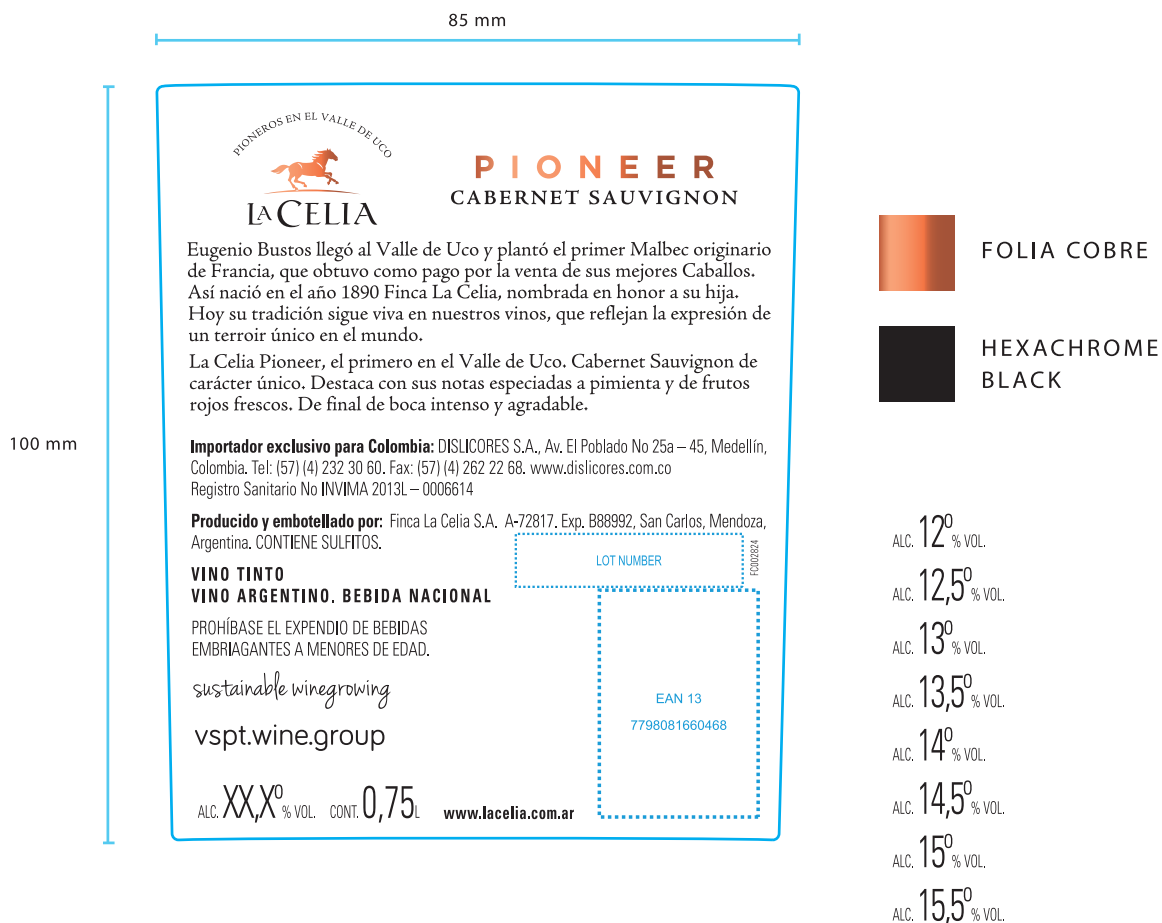 85 mm
100 mm
PIONEROS EN EL VALLE DE UCO
LA CELIA
PIONEER
CABERNET SAUVIGNON
Eugenio Bustos llegó al Valle de Uco y plantó el primer Malbec originario
de Francia, que obtuvo como pago por la venta de sus mejores Caballos.
Así nació en el año 1890 Finca La Celia, nombrada en honor a su hija.
Hoy su tradición sigue viva en nuestros vinos, que reflejan la expresión de
un terroir único en el mundo.
La Celia Pioneer, el primero en el Valle de Uco. Cabernet Sauvignon de
carácter único. Destaca con sus notas especiadas a pimienta y de frutos
rojos frescos. De final de boca intenso y agradable.
Importador exclusivo para Colombia: DISLICORES S.A., Av. El Poblado No 25a – 45, Medellín,
Colombia. Tel: (57) (4) 232 30 60. Fax: (57) (4) 262 22 68. www.dislicores.com.co
Registro Sanitario No INVIMA 2013L – 0006614
Producido y embotellado por: Finca La Celia S.A. A-72817. Exp. B88992, San Carlos, Mendoza,
Argentina. CONTIENE SULFITOS.
LOT NUMBER
FC002824
VINO TINTO
VINO ARGENTINO. BEBIDA NACIONAL
PROHÍBASE EL EXPENDIO DE BEBIDAS
EMBRIAGANTES A MENORES DE EDAD.
sustainable winegrowing
vspt.wine.group
EAN 13
7798081660468
ALC. XX,X⁰ % VOL. CONT. 0,75 L www.lacelia.com.ar
FOLIA COBRE
HEXACHROME
BLACK
ALC. 12⁰ % VOL.
ALC. 12,5⁰ % VOL.
ALC. 13⁰ % VOL.
ALC. 13,5⁰ % VOL.
ALC. 14⁰ % VOL.
ALC. 14,5⁰ % VOL.
ALC. 15⁰ % VOL.
ALC. 15,5⁰ % VOL.